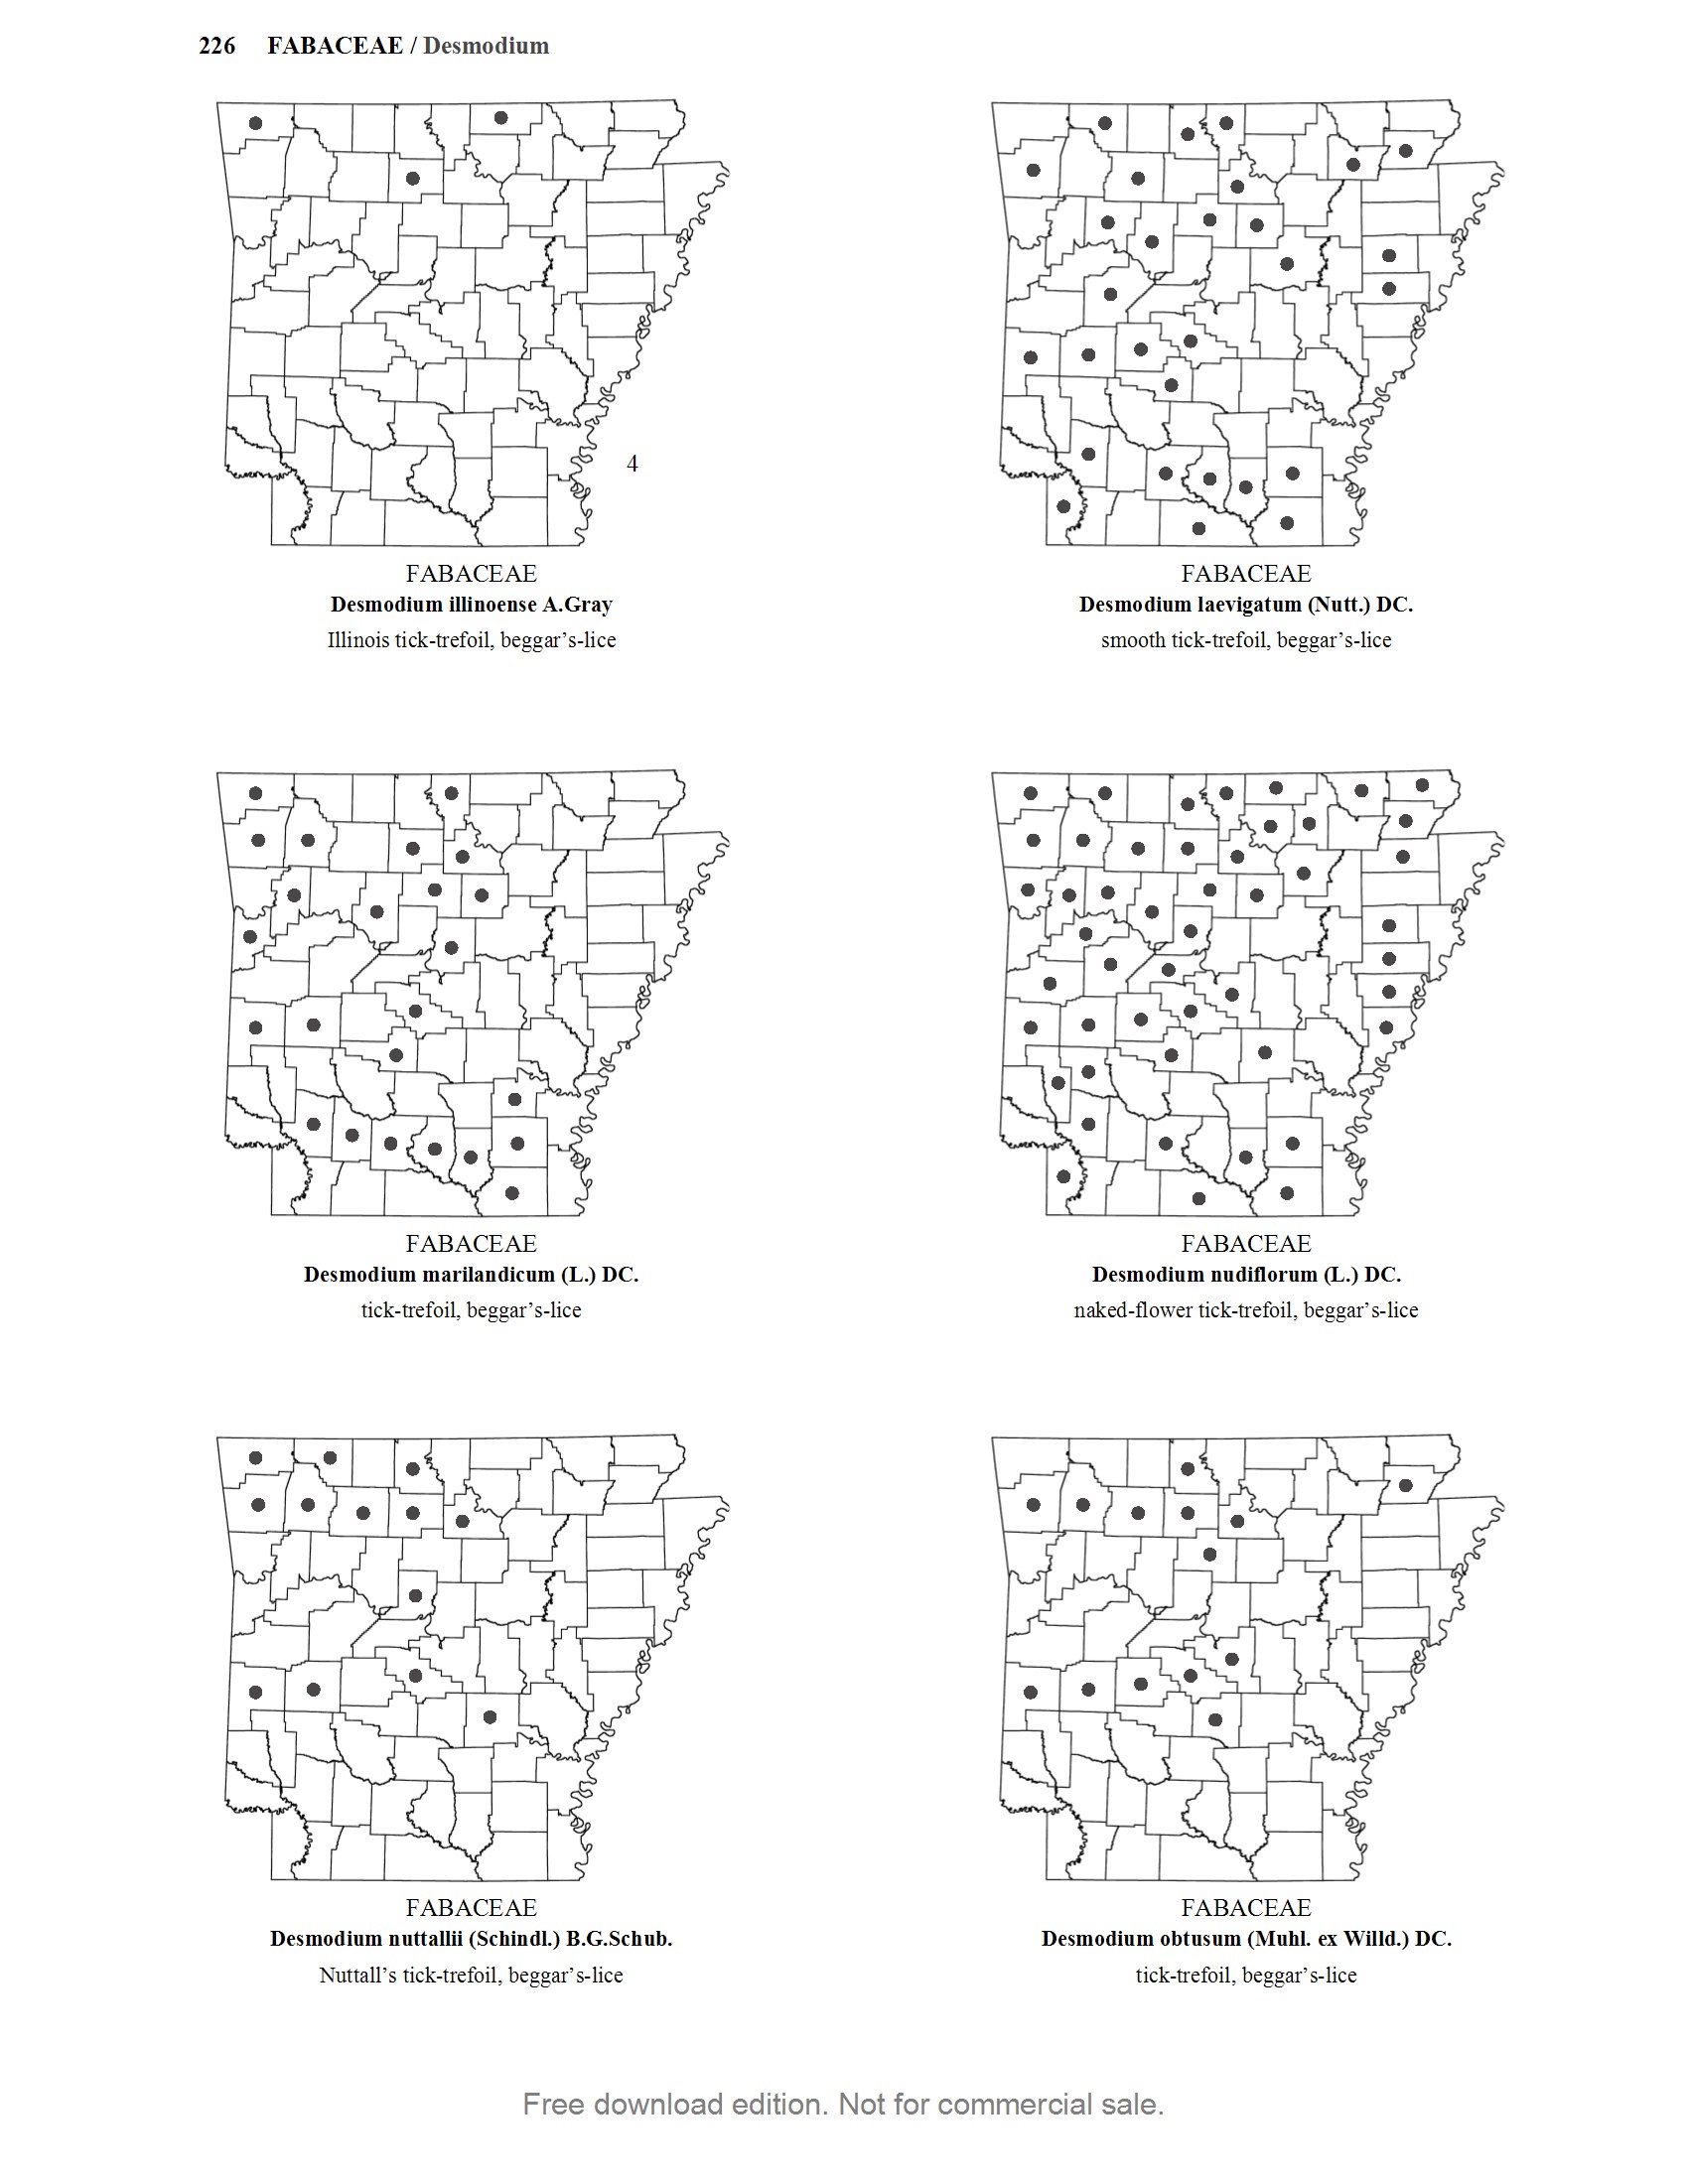 226 FABACEAE / Desmodium
4
FABACEAE
Desmodium illinoense A.Gray
Illinois tick-trefoil, beggar’s-lice
FABACEAE
Desmodium laevigatum (Nutt.) DC.
smooth tick-trefoil, beggar’s-lice
FABACEAE
Desmodium marilandicum (L.) DC.
tick-trefoil, beggar’s-lice
FABACEAE
Desmodium nudiflorum (L.) DC.
naked-flower tick-trefoil, beggar’s-lice
FABACEAE
Desmodium nuttallii (Schindl.) B.G.Schub.
Nuttall’s tick-trefoil, beggar’s-lice
FABACEAE
Desmodium obtusum (Muhl. ex Willd.) DC.
tick-trefoil, beggar’s-lice
Free download edition. Not for commercial sale.